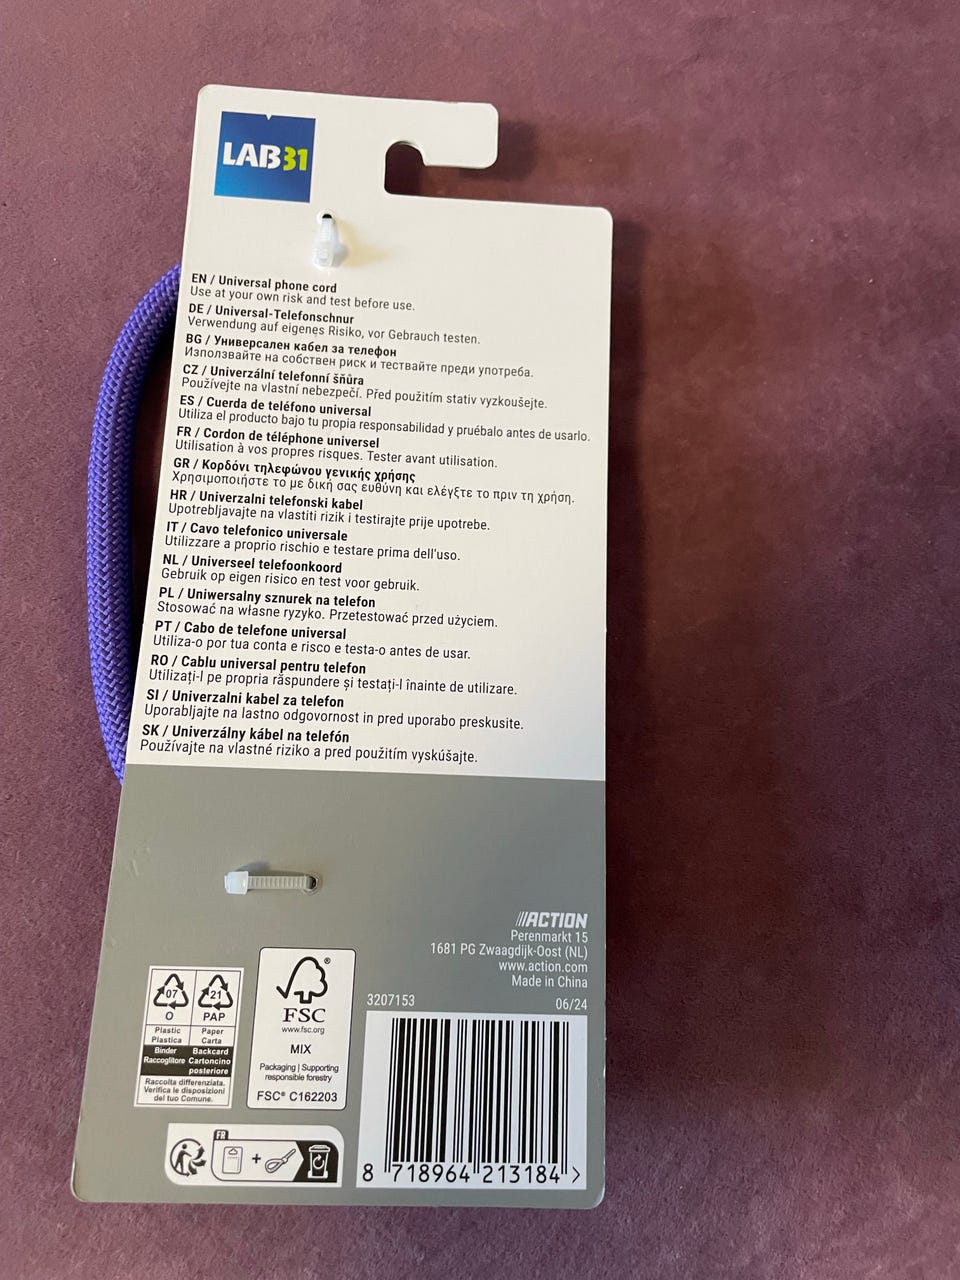 LAB31
EN / Universal phone cord
Use at your own risk and test before use.
DE / Universal-Telefonschnur
Verwendung auf eigenes Risiko, vor Gebrauch testen.
BG / Универсален кабел за телефон
Използвайте на собствен риск и тествайте преди употреба.
CZ / Univerzální telefonní šňůra
Používejte na vlastní nebezpečí. Před použitím stativ vyzkoušejte.
ES / Cuerda de teléfono universal
Utiliza el producto bajo tu propia responsabilidad y pruébalo antes de usarlo.
FR / Cordon de téléphone universel
Utilisation à vos propres risques. Tester avant utilisation.
GR / Κορδόνι τηλεφώνου γενικής χρήσης
Χρησιμοποιήστε το με δική σας ευθύνη και ελέγξτε το πριν τη χρήση.
HR / Univerzalni telefonski kabel
Upotrebljavajte na vlastiti rizik i testirajte prije upotrebe.
IT / Cavo telefonico universale
Utilizzare a proprio rischio e testare prima dell'uso.
NL / Universeel telefoonkoord
Gebruik op eigen risico en test voor gebruik.
PL / Uniwersalny sznurek na telefon
Stosować na własne ryzyko. Przetestować przed użyciem.
PT / Cabo de telefone universal
Utiliza-o por tua conta e risco e testa-o antes de usar.
RO / Cablu universal pentru telefon
Utilizați-l pe propria răspundere și testați-l înainte de utilizare.
SI / Univerzalni kabel za telefon
Uporabljajte na lastno odgovornost in pred uporabo preskusite.
SK / Univerzálny kábel na telefón
Používajte na vlastné riziko a pred použitím vyskúšajte.
ACTION
Perenmarkt 15
1681 PG Zwaagdijk-Oost (NL)
www.action.com
Made in China
3207153 06/24
07 21
O PAP
Plastic Paper
Plastica Carta
Binder Backcard
Raccoglitore Cartoncino
posteriore
Raccolta differenziata.
Verifica le disposizioni
del tuo Comune.
®
FSC
www.fsc.org
MIX
Packaging | Supporting
responsible forestry
FSC® C162203
FR
+
8 718964 213184 >